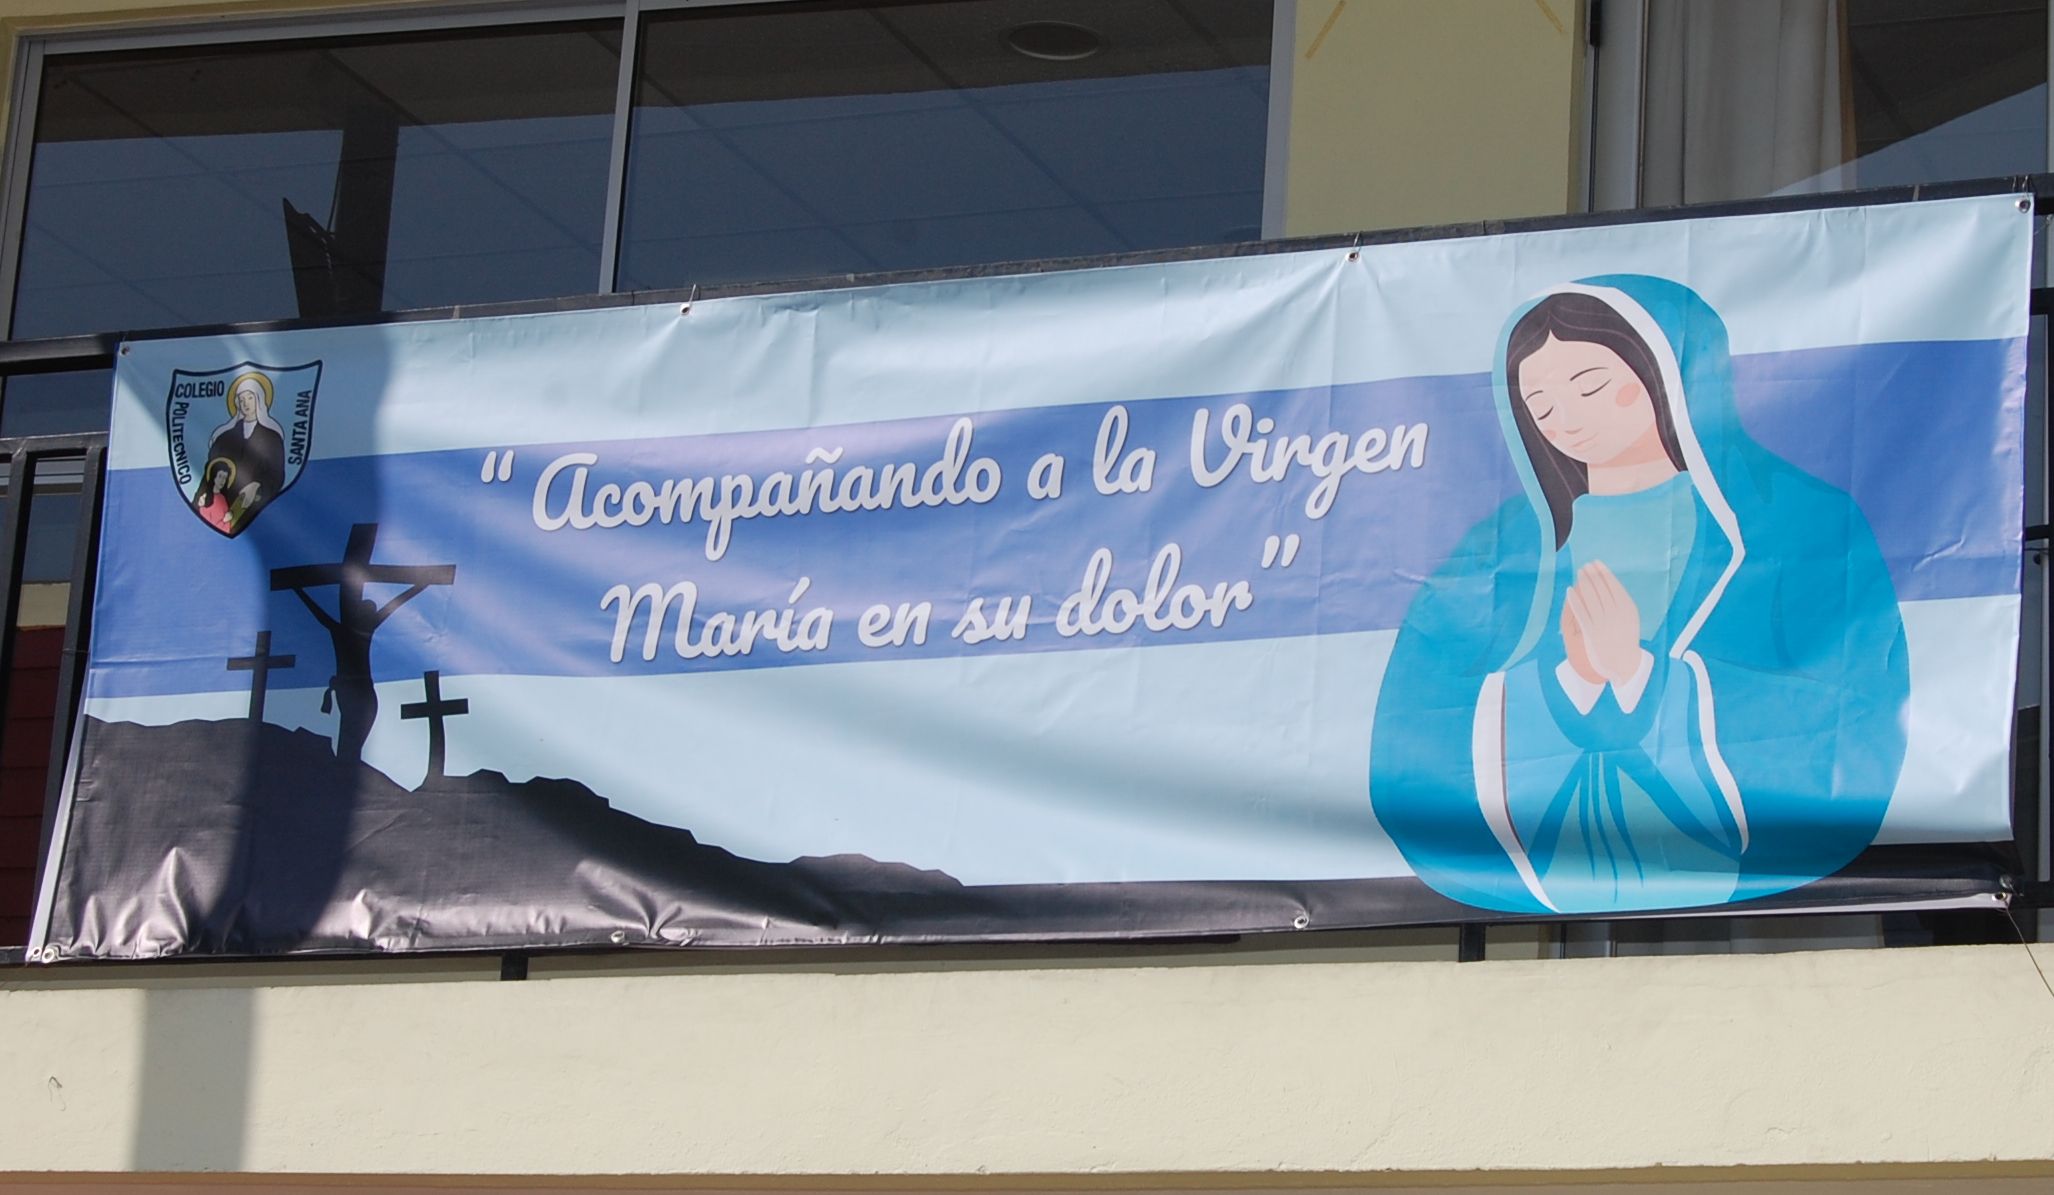 COLEGIO
POLITECNICO
SANTA ANA
“ Acompañando a la Virgen
María en su dolor”